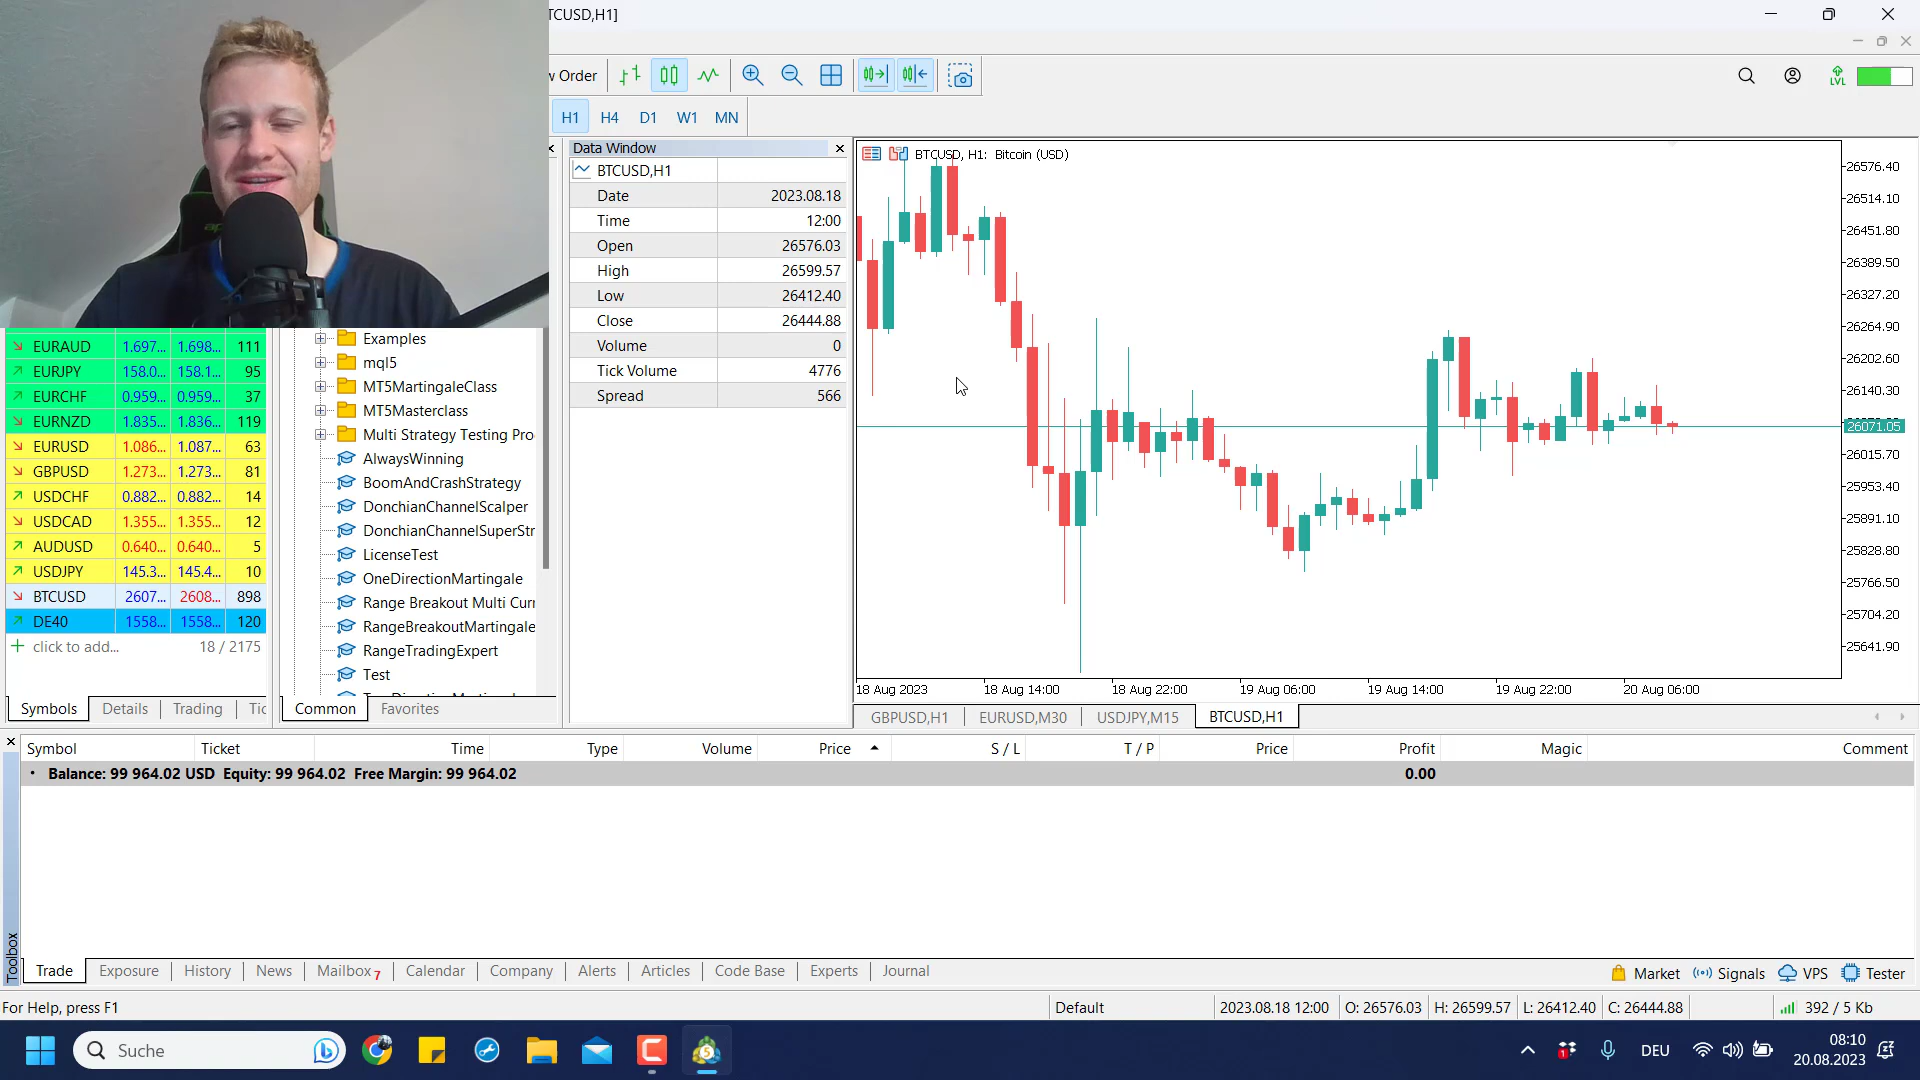 TCUSD,H1]
w Order
LVL
H1 H4 D1 W1 MN
Data Window
BTCUSD,H1
Date 2023.08.18
Time 12:00
Open 26576.03
High 26599.57
Low 26412.40
Close 26444.88
Volume 0
Tick Volume 4776
Spread 566
BTCUSD, H1: Bitcoin (USD)
26576.40
26514.10
26451.80
26389.50
26327.20
26264.90
26202.60
26140.30
26071.05
26015.70
25953.40
25891.10
25828.80
25766.50
25704.20
25641.90
18 Aug 2023 18 Aug 14:00 18 Aug 22:00 19 Aug 06:00 19 Aug 14:00 19 Aug 22:00 20 Aug 06:00
GBPUSD,H1 EURUSD,M30 USDJPY,M15 BTCUSD,H1
EURAUD 1.697... 1.698... 111
EURJPY 158.0... 158.1... 95
EURCHF 0.959... 0.959... 37
EURNZD 1.835... 1.836... 119
EURUSD 1.086... 1.087... 63
GBPUSD 1.273... 1.273... 81
USDCHF 0.882... 0.882... 14
USDCAD 1.355... 1.355... 12
AUDUSD 0.640... 0.640... 5
USDJPY 145.3... 145.4... 10
BTCUSD 2607... 2608... 898
DE40 1558... 1558... 120
click to add... 18 / 2175
Symbols Details Trading Tic
Examples
mql5
MT5MartingaleClass
MT5Masterclass
Multi Strategy Testing Pro
AlwaysWinning
BoomAndCrashStrategy
DonchianChannelScalper
DonchianChannelSuperStr
LicenseTest
OneDirectionMartingale
Range Breakout Multi Curr
RangeBreakoutMartingale
RangeTradingExpert
Test
Common Favorites
Symbol Ticket Time Type Volume Price S / L T / P Price Profit Magic Comment
Balance: 99 964.02 USD Equity: 99 964.02 Free Margin: 99 964.02 0.00
Toolbox
Trade Exposure History News Mailbox 7 Calendar Company Alerts Articles Code Base Experts Journal
Market Signals VPS Tester
For Help, press F1 Default 2023.08.18 12:00 O: 26576.03 H: 26599.57 L: 26412.40 C: 26444.88 392 / 5 Kb
Suche
1
DEU
08:10
20.08.2023